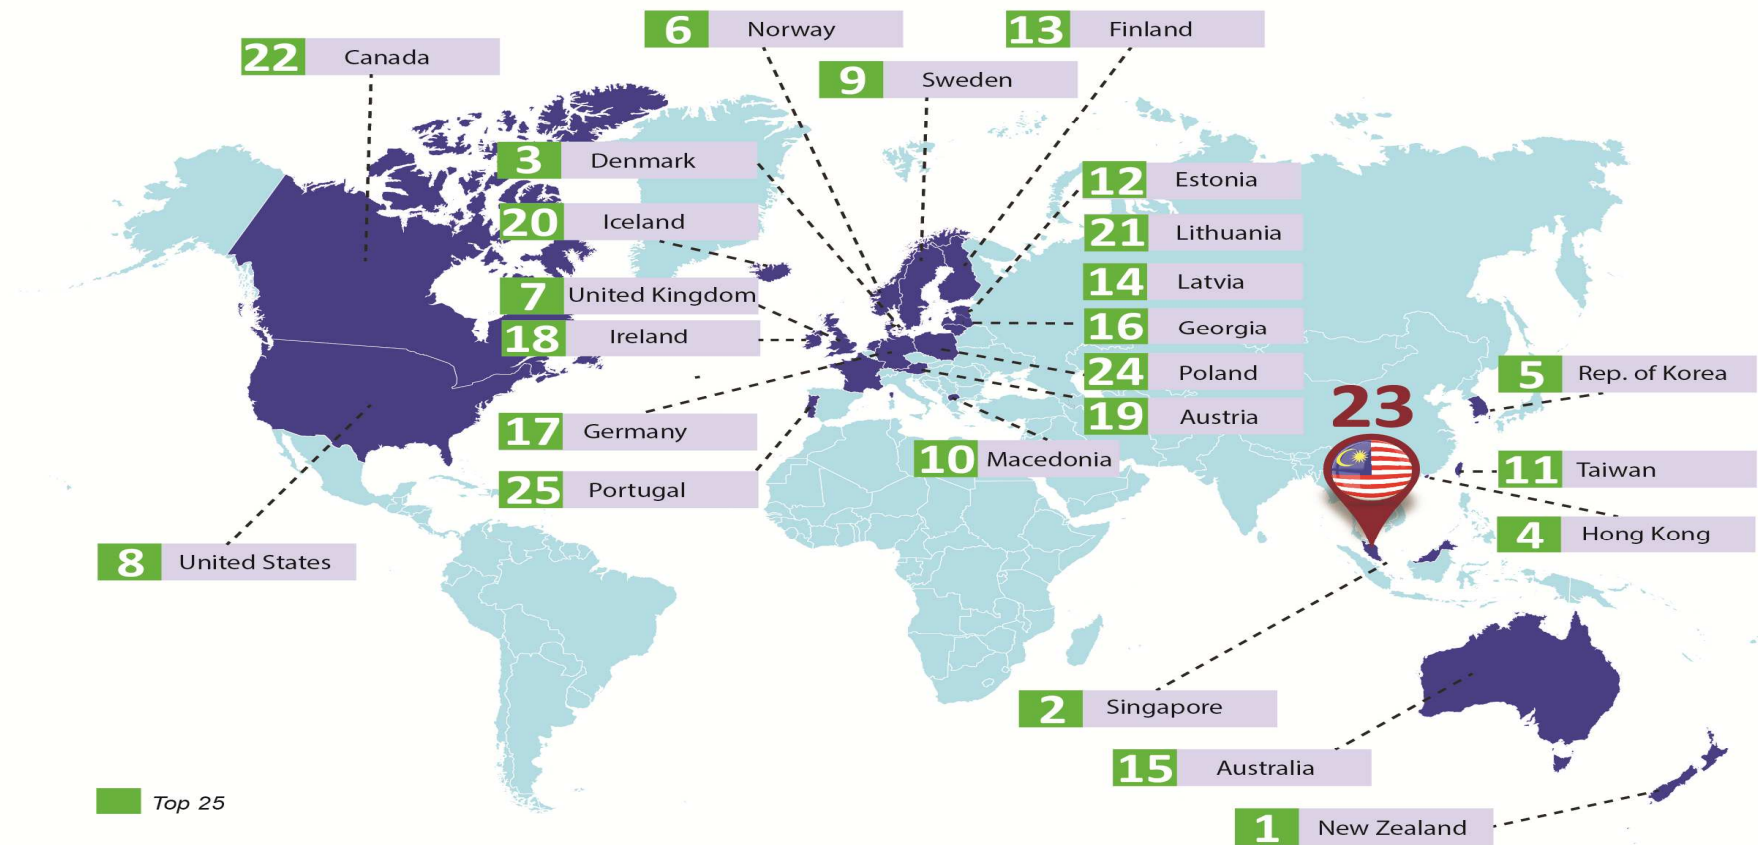 6 Norway
13 Finland
22 Canada
9 Sweden
3 Denmark
12 Estonia
20 Iceland
21 Lithuania
14 Latvia
7 United Kingdom
16 Georgia
18 Ireland
24 Poland
5 Rep. of Korea
23
19 Austria
17 Germany
10 Macedonia
11 Taiwan
25 Portugal
4 Hong Kong
8 United States
2 Singapore
15 Australia
Top 25
1 New Zealand